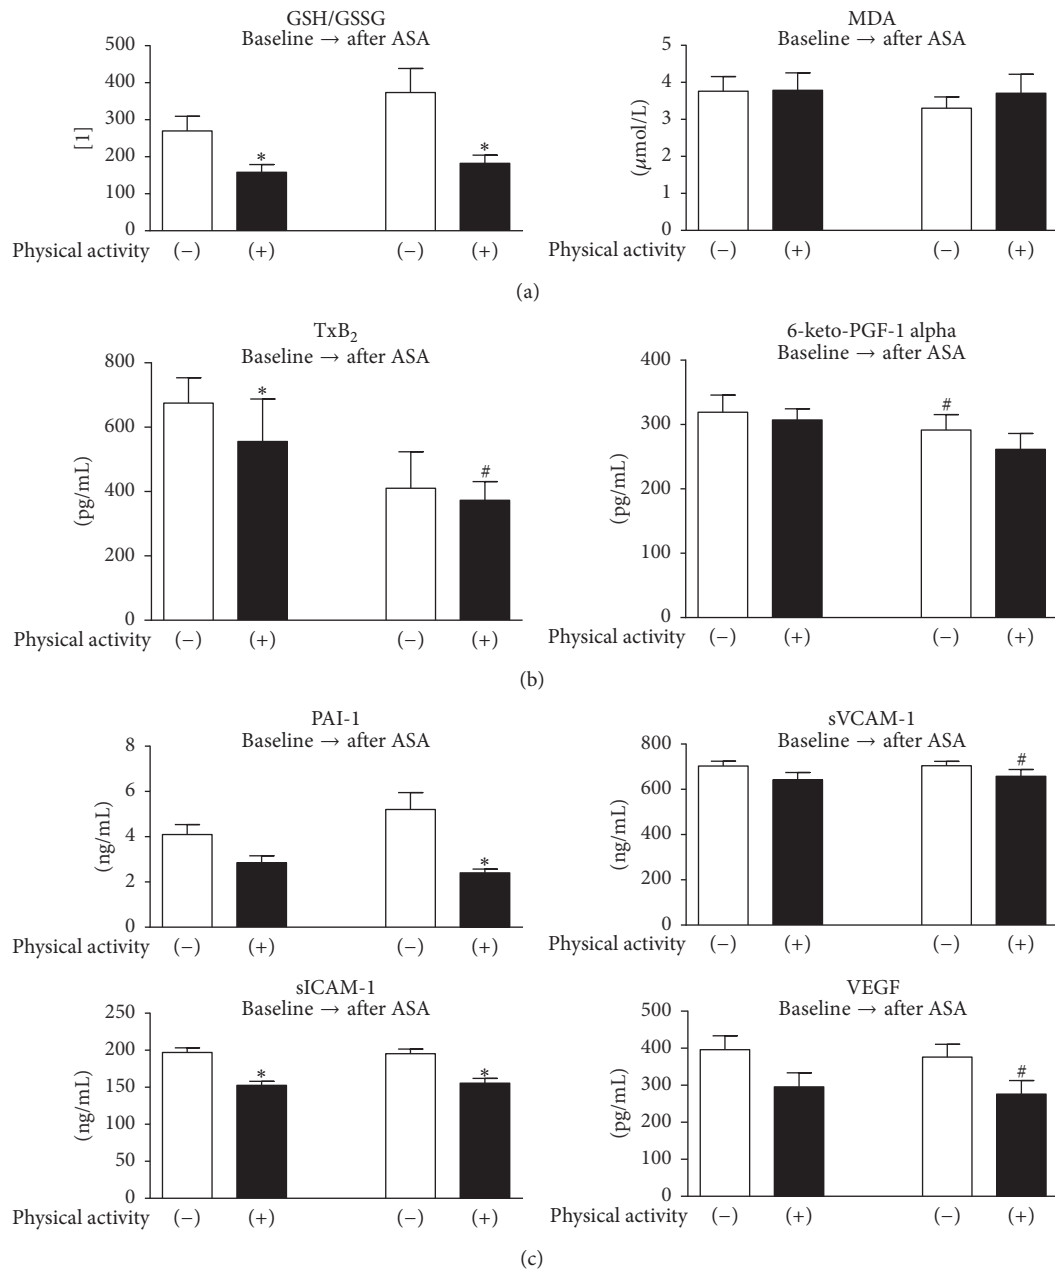 GSH/GSSG
Baseline → after ASA
500
400
300
200
100
0
[1]
*
*
Physical activity (−) (+) (−) (+)
MDA
Baseline → after ASA
5
4
3
2
1
0
(μmol/L)
(−) (+) (−) (+)
(a)
TxB₂
Baseline → after ASA
800
600
400
200
0
(pg/mL)
*
#
Physical activity (−) (+) (−) (+)
6-keto-PGF-1 alpha
Baseline → after ASA
400
300
200
100
0
(pg/mL)
#
Physical activity (−) (+) (−) (+)
(b)
PAI-1
Baseline → after ASA
8
6
4
2
0
(ng/mL)
*
Physical activity (−) (+) (−) (+)
sVCAM-1
Baseline → after ASA
800
600
400
200
0
(ng/mL)
#
Physical activity (−) (+) (−) (+)
sICAM-1
Baseline → after ASA
250
200
150
100
50
0
(ng/mL)
*
*
Physical activity (−) (+) (−) (+)
VEGF
Baseline → after ASA
500
400
300
200
100
0
(pg/mL)
#
Physical activity (−) (+) (−) (+)
(c)